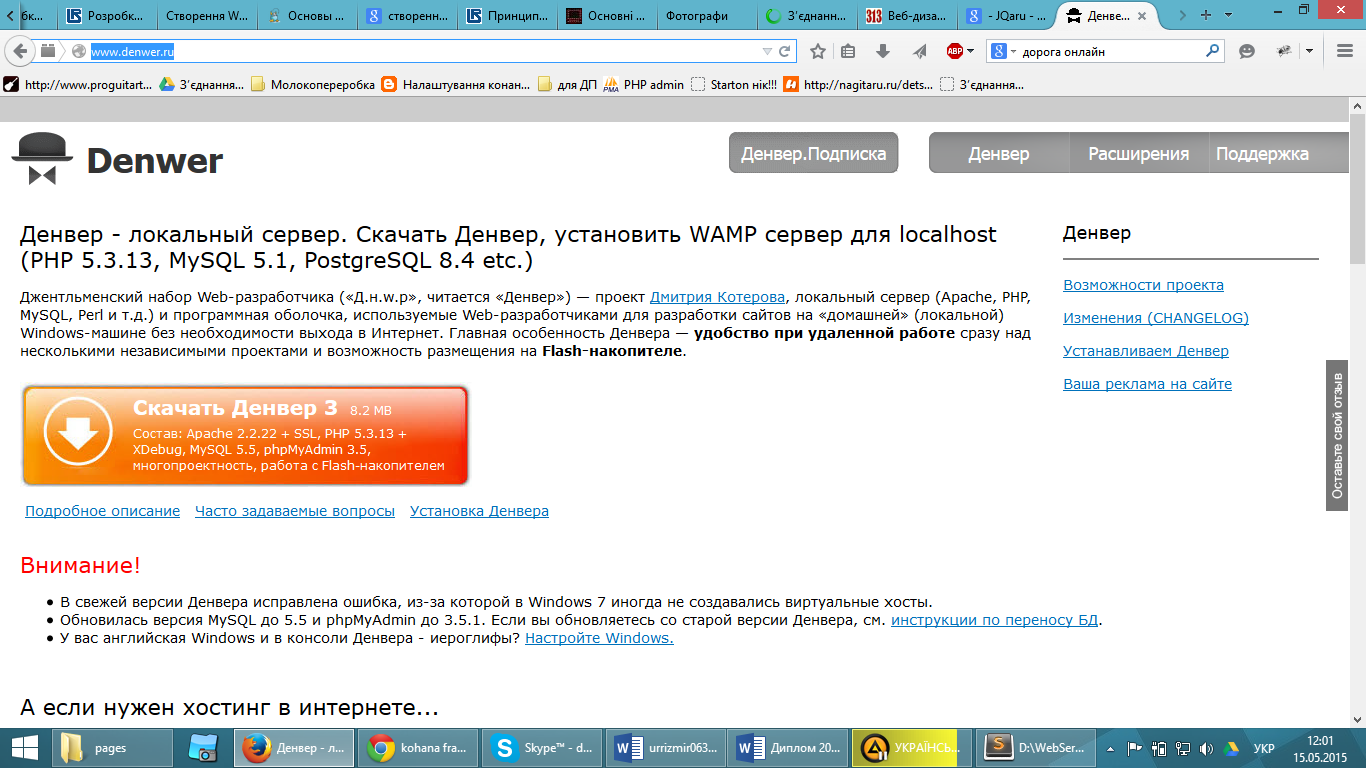 бк...
Розробк...
Створення W...
Основы ...
створенн...
Принцип...
Основні ...
Фотографи
З’єднанн...
313 Веб-диза...
- JQaru - ...
Денве...
www.denwer.ru
ABP
дорога онлайн
http://www.proguitart...
З’єднання...
Молокопереробка
Налаштування конан...
для ДП
PMA PHP admin
Starton нік!!!
http://nagitaru.ru/dets...
З’єднання...
Denwer
Денвер.Подписка
Денвер
Расширения
Поддержка
Денвер - локальный сервер. Скачать Денвер, установить WAMP сервер для localhost
(PHP 5.3.13, MySQL 5.1, PostgreSQL 8.4 etc.)
Джентльменский набор Web-разработчика («Д.н.w.р», читается «Денвер») — проект Дмитрия Котерова, локальный сервер (Apache, PHP,
MySQL, Perl и т.д.) и программная оболочка, используемые Web-разработчиками для разработки сайтов на «домашней» (локальной)
Windows-машине без необходимости выхода в Интернет. Главная особенность Денвера — удобство при удаленной работе сразу над
несколькими независимыми проектами и возможность размещения на Flash-накопителе.
Скачать Денвер 3 8.2 MB
Состав: Apache 2.2.22 + SSL, PHP 5.3.13 +
XDebug, MySQL 5.5, phpMyAdmin 3.5,
многопроектность, работа с Flash-накопителем
Подробное описание
Часто задаваемые вопросы
Установка Денвера
Внимание!
• В свежей версии Денвера исправлена ошибка, из-за которой в Windows 7 иногда не создавались виртуальные хосты.
• Обновилась версия MySQL до 5.5 и phpMyAdmin до 3.5.1. Если вы обновляетесь со старой версии Денвера, см. инструкции по переносу БД.
• У вас английская Windows и в консоли Денвера - иероглифы? Настройте Windows.
А если нужен хостинг в интернете...
Денвер
Возможности проекта
Изменения (CHANGELOG)
Устанавливаем Денвер
Ваша реклама на сайте
Оставьте свой отзыв
pages
Денвер - л...
kohana fra...
Skype™ - d...
urrizmir063...
Диплом 20...
УКРАЇНСЬ...
D:\WebSer...
УКР
12:01
15.05.2015